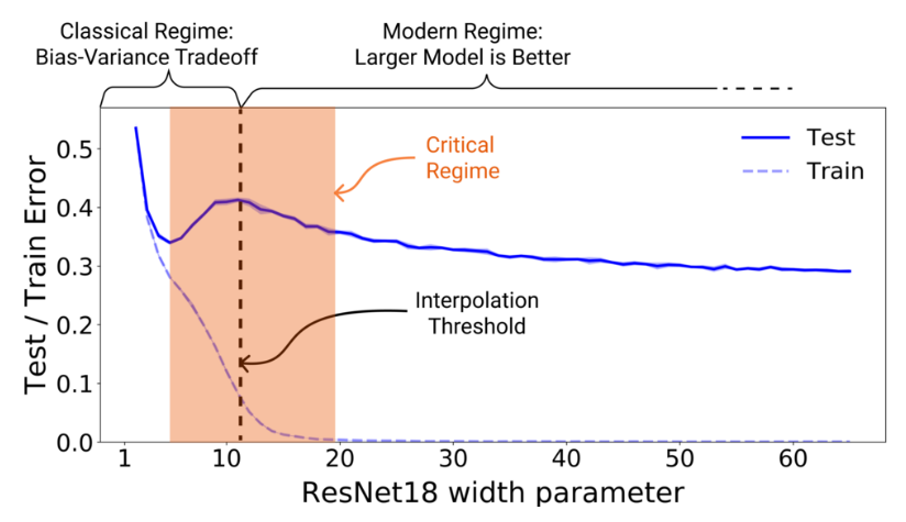 Classical Regime:
Bias-Variance Tradeoff
Modern Regime:
Larger Model is Better
Critical
Regime
Test
Train
Interpolation
Threshold
Test / Train Error
0.5
0.4
0.3
0.2
0.1
0.0
1 10 20 30 40 50 60
ResNet18 width parameter